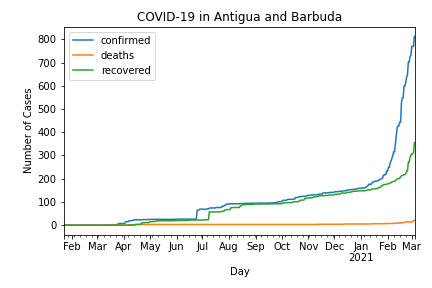 COVID-19 in Antigua and Barbuda
confirmed
deaths
recovered
Number of Cases
800
700
600
500
400
300
200
100
0
Feb Mar Apr May Jun Jul Aug Sep Oct Nov Dec Jan Feb Mar
2021
Day